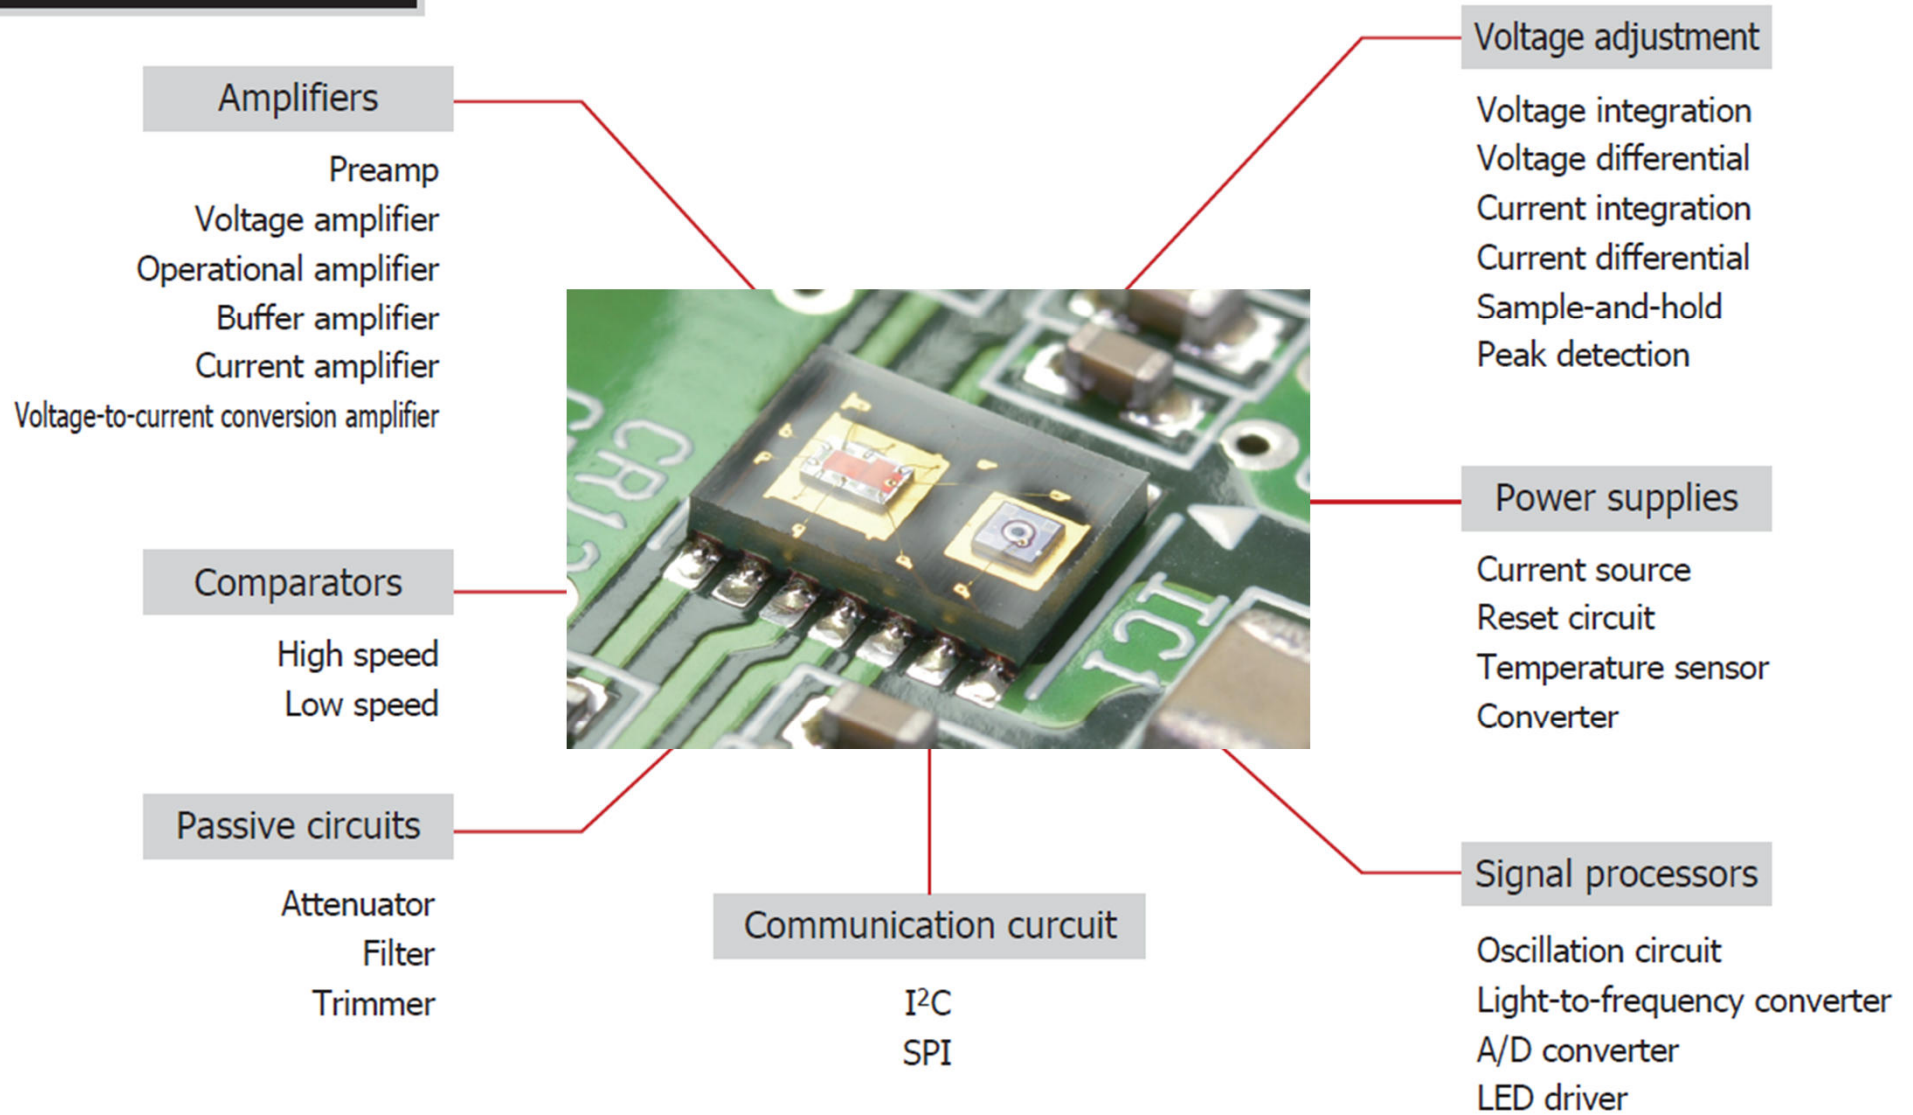 Amplifiers
Preamp
Voltage amplifier
Operational amplifier
Buffer amplifier
Current amplifier
Voltage-to-current conversion amplifier
Comparators
High speed
Low speed
Passive circuits
Attenuator
Filter
Trimmer
Communication curcuit
I²C
SPI
Voltage adjustment
Voltage integration
Voltage differential
Current integration
Current differential
Sample-and-hold
Peak detection
Power supplies
Current source
Reset circuit
Temperature sensor
Converter
Signal processors
Oscillation circuit
Light-to-frequency converter
A/D converter
LED driver
IC1